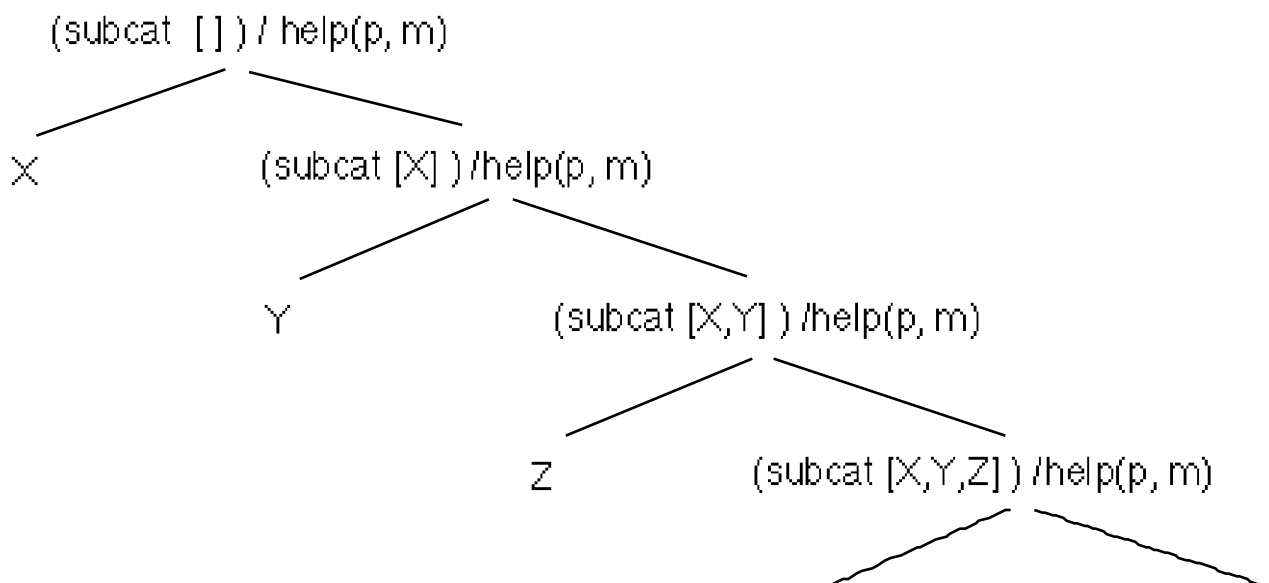 (subcat [ ] ) / help(p, m)
X (subcat [X] ) /help(p, m)
Y (subcat [X,Y] ) /help(p, m)
Z (subcat [X,Y,Z] ) /help(p, m)